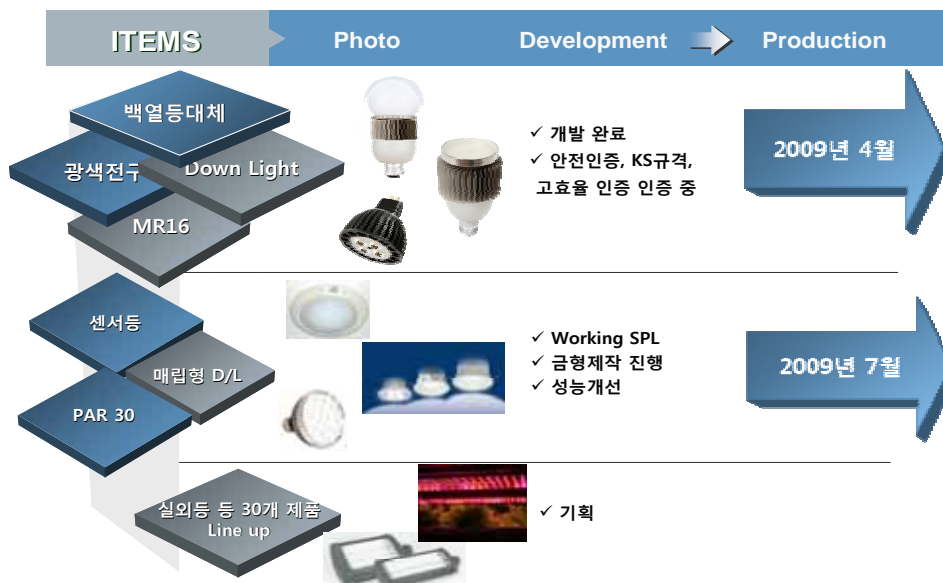 ITEMS
Photo
Development
Production
백열등대체
광색전구
Down Light
MR16
✓ 개발 완료
✓ 안전인증, KS규격,
고효율 인증 인증 중
2009년 4월
센서등
매립형 D/L
PAR 30
✓ Working SPL
✓ 금형제작 진행
✓ 성능개선
2009년 7월
실외등 등 30개 제품
Line up
✓ 기획